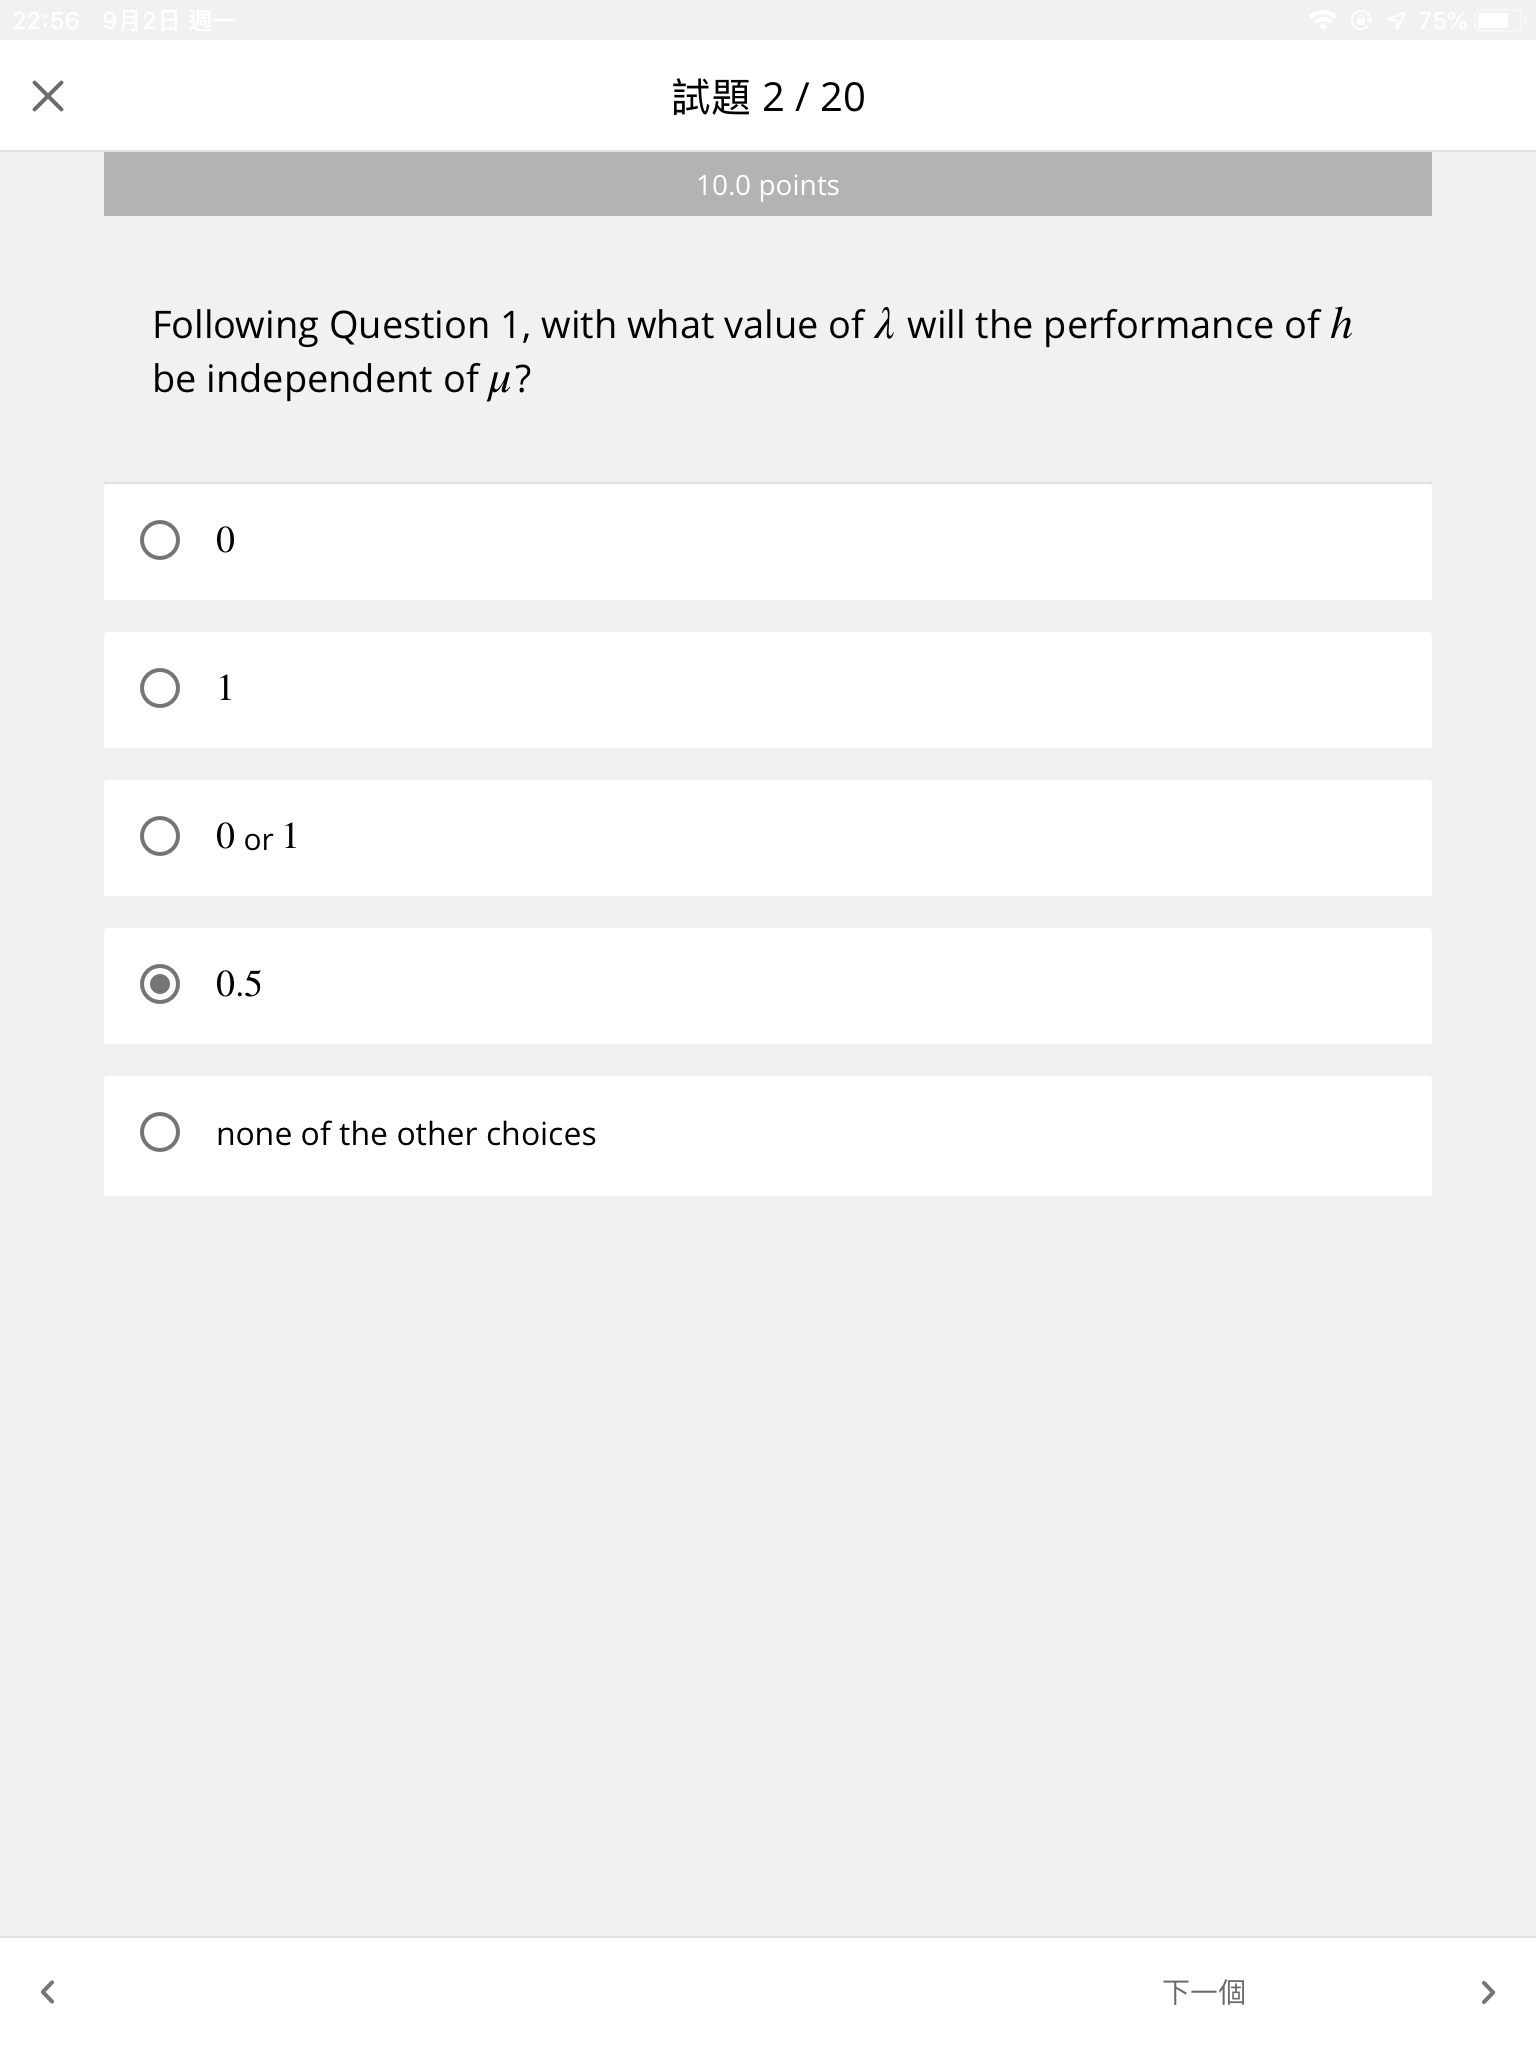 22:56 9月2日 週一 75%
試題 2 / 20
10.0 points
Following Question 1, with what value of λ will the performance of h
be independent of μ?
0
1
0 or 1
0.5
none of the other choices
下一個